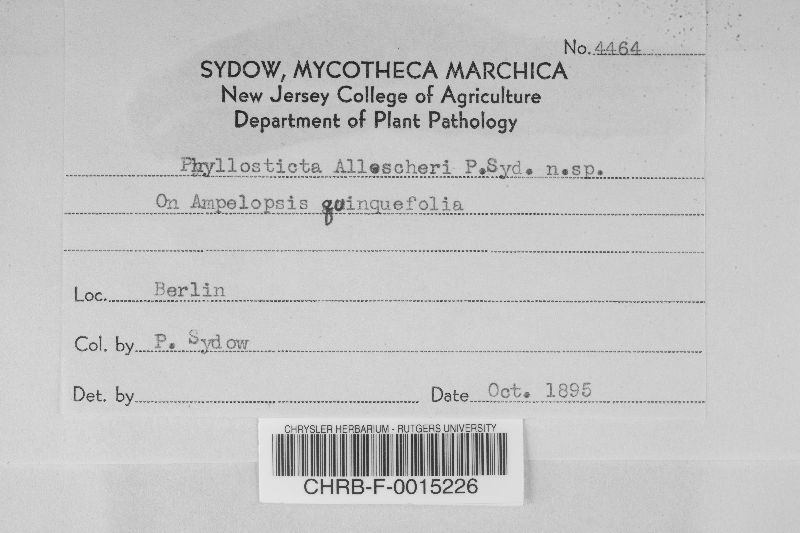 No. 4464
SYDOW, MYCOTHECA MARCHICA
New Jersey College of Agriculture
Department of Plant Pathology
Phyllosticta Allescheri P.Syd. n.sp.
On Ampelopsis quinquefolia
Loc. Berlin
Col. by P. Sydow
Det. by Date Oct. 1895
CHRYSLER HERBARIUM - RUTGERS UNIVERSITY
CHRB-F-0015226